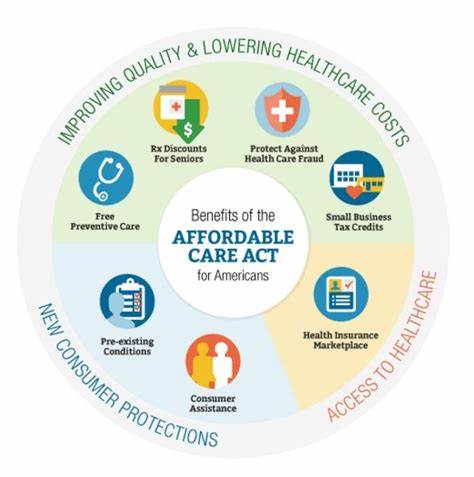 IMPROVING QUALITY & LOWERING HEALTHCARE COSTS
Rx Discounts
For Seniors
Protect Against
Health Care Fraud
Free
Preventive Care
Small Business
Tax Credits
Benefits of the
AFFORDABLE
CARE ACT
for Americans
Pre-existing
Conditions
Health Insurance
Marketplace
Consumer
Assistance
NEW CONSUMER PROTECTIONS
ACCESS TO HEALTHCARE